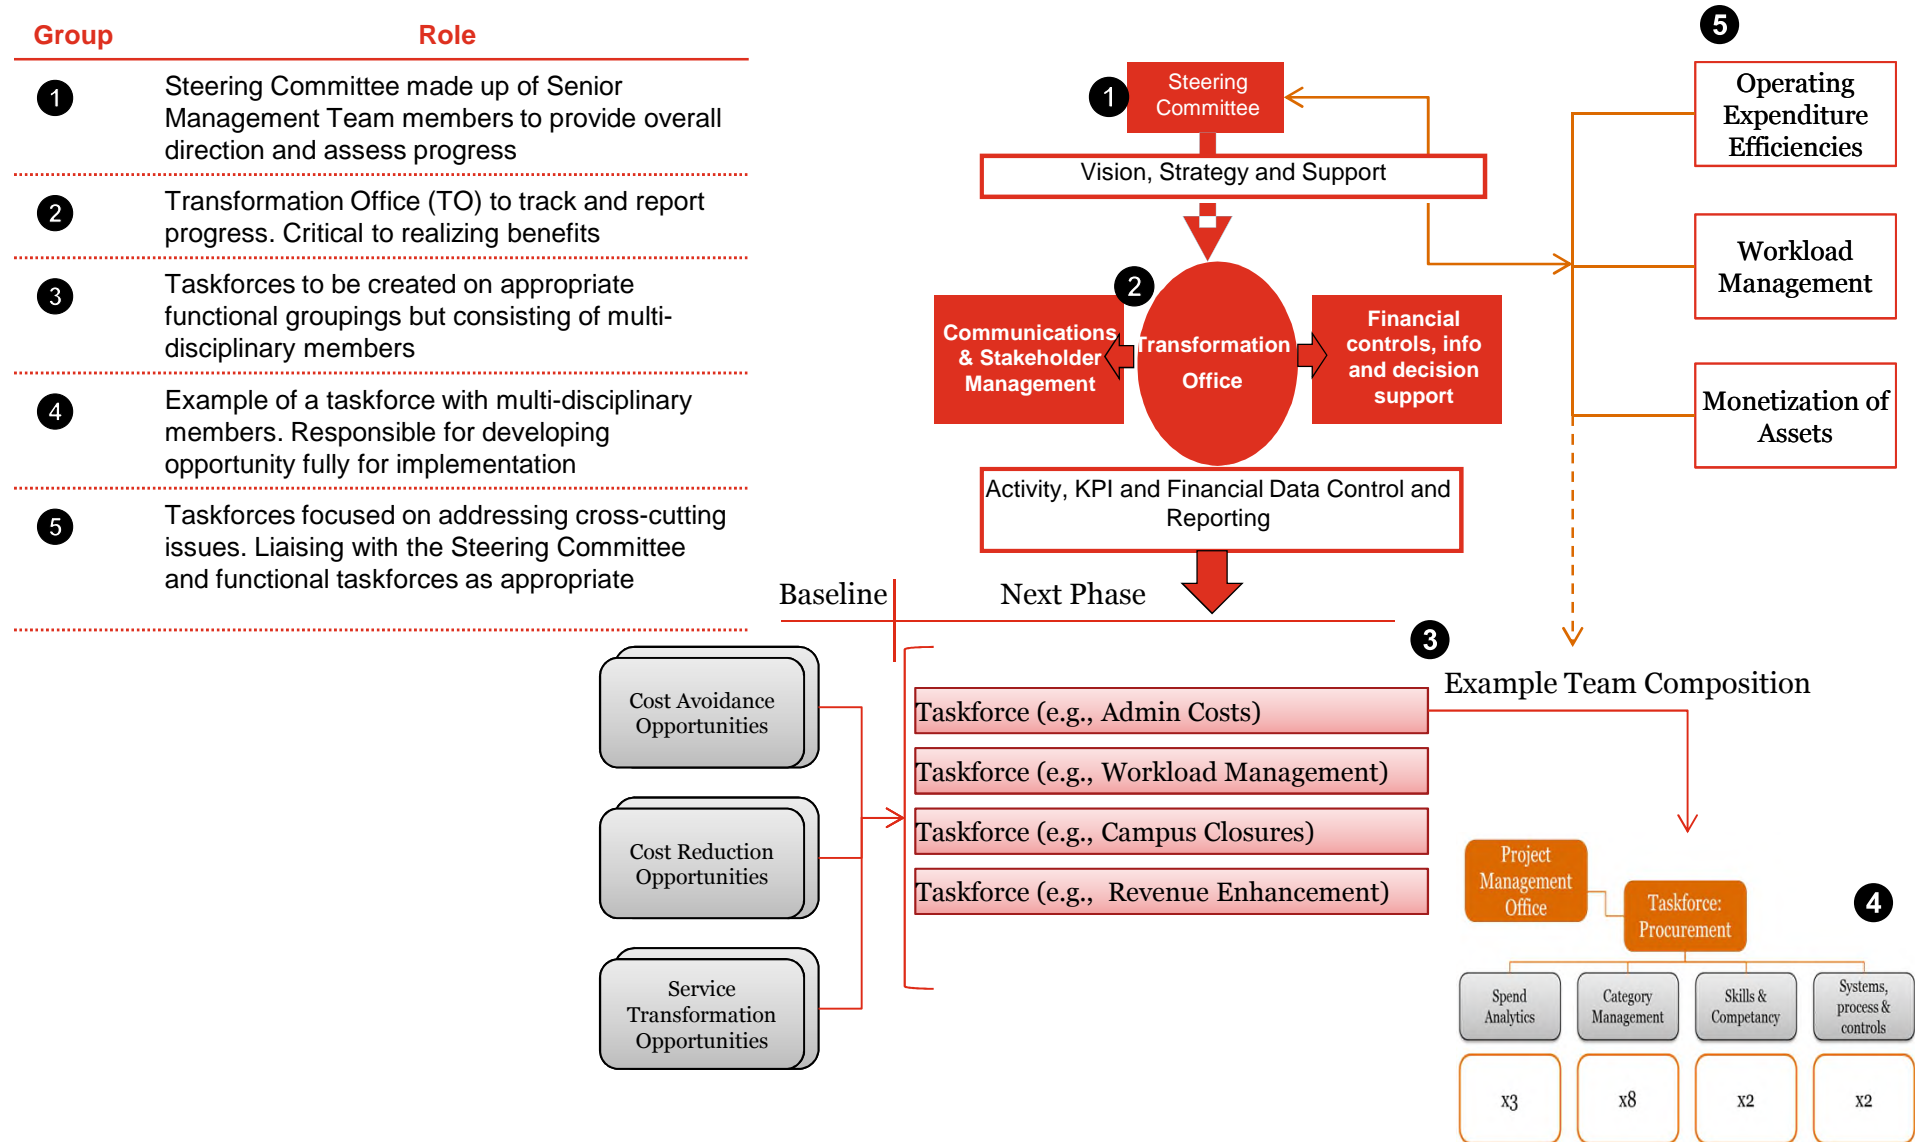 Group Role
1 Steering Committee made up of Senior
Management Team members to provide overall
direction and assess progress
2 Transformation Office (TO) to track and report
progress. Critical to realizing benefits
3 Taskforces to be created on appropriate
functional groupings but consisting of multi-
disciplinary members
4 Example of a taskforce with multi-disciplinary
members. Responsible for developing
opportunity fully for implementation
5 Taskforces focused on addressing cross-cutting
issues. Liaising with the Steering Committee
and functional taskforces as appropriate
1
Steering
Committee
Vision, Strategy and Support
2
Communications
& Stakeholder
Management
Transformation
Office
Financial
controls, info
and decision
support
Activity, KPI and Financial Data Control and
Reporting
5
Operating
Expenditure
Efficiencies
Workload
Management
Monetization of
Assets
Baseline
Next Phase
3
Cost Avoidance
Opportunities
Cost Reduction
Opportunities
Service
Transformation
Opportunities
Taskforce (e.g., Admin Costs)
Taskforce (e.g., Workload Management)
Taskforce (e.g., Campus Closures)
Taskforce (e.g., Revenue Enhancement)
Example Team Composition
Project
Management
Office
Taskforce:
Procurement
4
Spend
Analytics
Category
Management
Skills &
Competency
Systems,
process &
controls
x3
x8
x2
x2